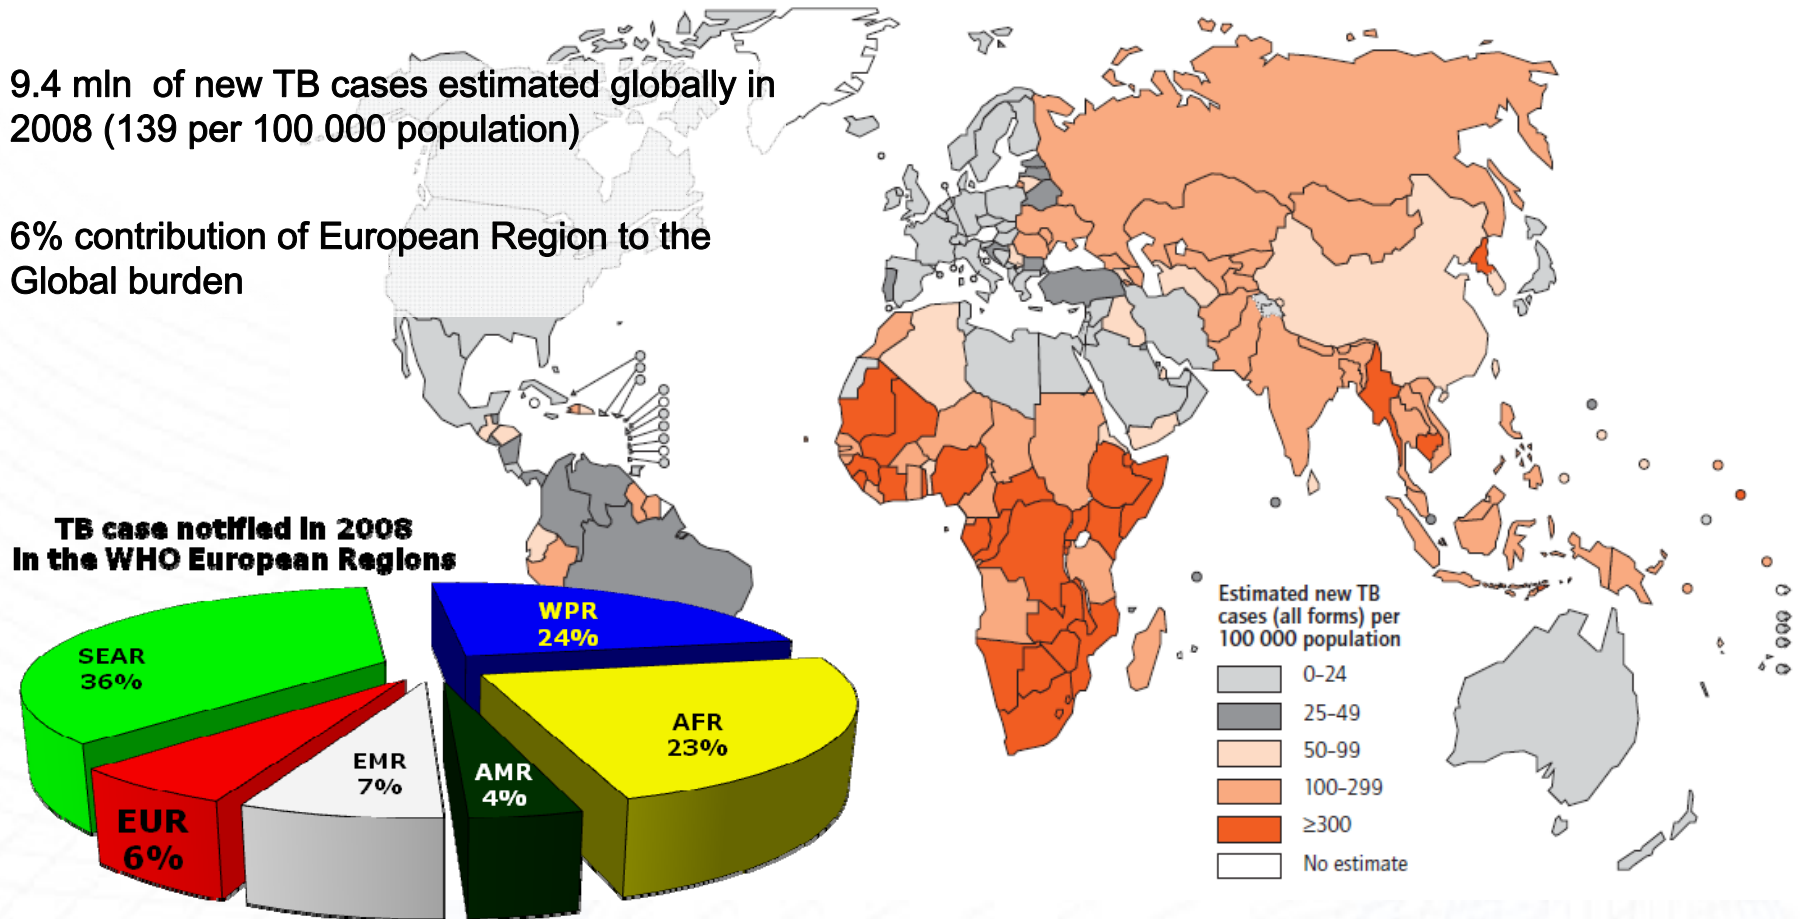 9.4 mln  of new TB cases estimated globally in
2008 (139 per 100 000 population)
6% contribution of European Region to the
Global burden
TB case notified in 2008
in the WHO European Regions
WPR
24%
SEAR
36%
AFR
23%
EMR
7%
AMR
4%
EUR
6%
Estimated new TB
cases (all forms) per
100 000 population
0–24
25–49
50–99
100–299
≥300
No estimate